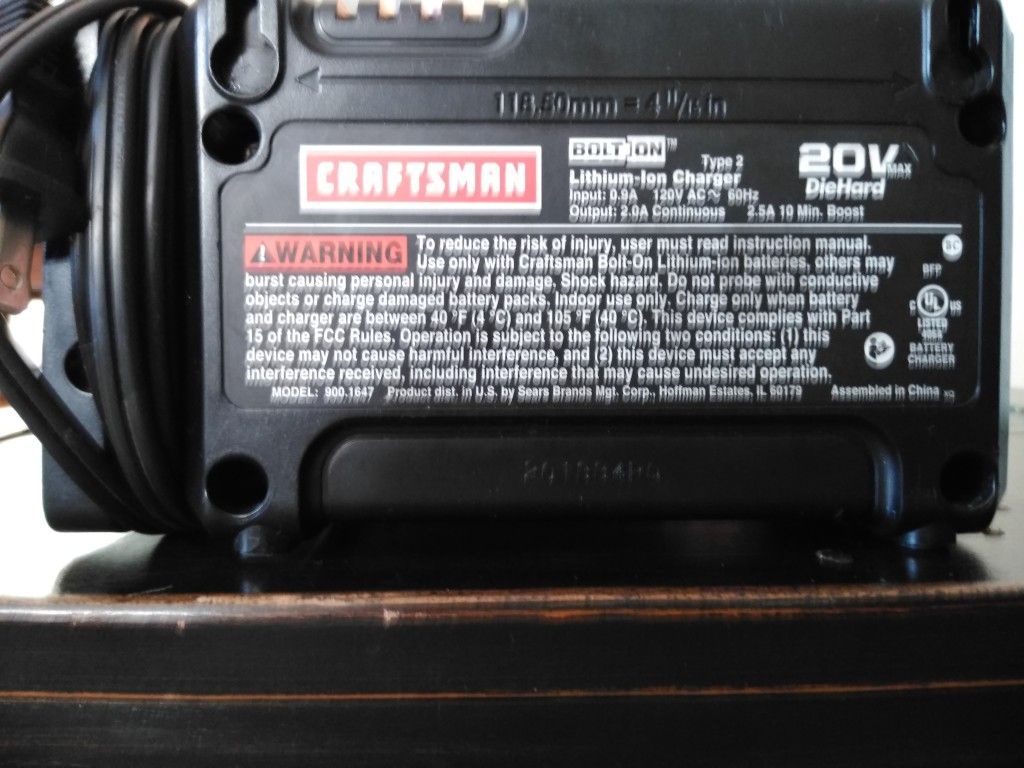 118.50mm = 4 11/16in
CRAFTSMAN
BOLT ON™
Type 2
20V MAX
DieHard
Lithium-Ion Charger
Input: 0.9A 120V AC ~ 60Hz
Output: 2.0A Continuous 2.5A 10 Min. Boost
WARNING To reduce the risk of injury, user must read instruction manual.
Use only with Craftsman Bolt-On Lithium-Ion batteries, others may
burst causing personal injury and damage. Shock hazard. Do not probe with conductive
objects or charge damaged battery packs. Indoor use only. Charge only when battery
and charger are between 40 °F (4 °C) and 105 °F (40 °C). This device complies with Part
15 of the FCC Rules. Operation is subject to the following two conditions: (1) this
device may not cause harmful interference, and (2) this device must accept any
interference received, including interference that may cause undesired operation.
BC
C UL US
LISTED
BATTERY
CHARGER
MODEL: 900.1647 Product dist. in U.S. by Sears Brands Mgt. Corp., Hoffman Estates, IL 60179 Assembled in China